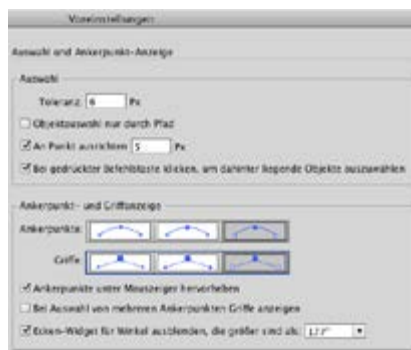 Voreinstellungen
Auswahl und Ankerpunkt-Anzeige
Auswahl
Toleranz: 6 Px
Objektauswahl nur durch Pfad
An Punkt ausrichten 5 Px
Bei gedrückter Befehlstaste klicken, um dahinter liegende Objekte auszuwählen
Ankerpunkt- und Griffanzeige
Ankerpunkte:
Griffe:
Ankerpunkte unter Mauszeiger hervorheben
Bei Auswahl von mehreren Ankerpunkten Griffe anzeigen
Ecken-Widget für Winkel ausblenden, die größer sind als: 177°